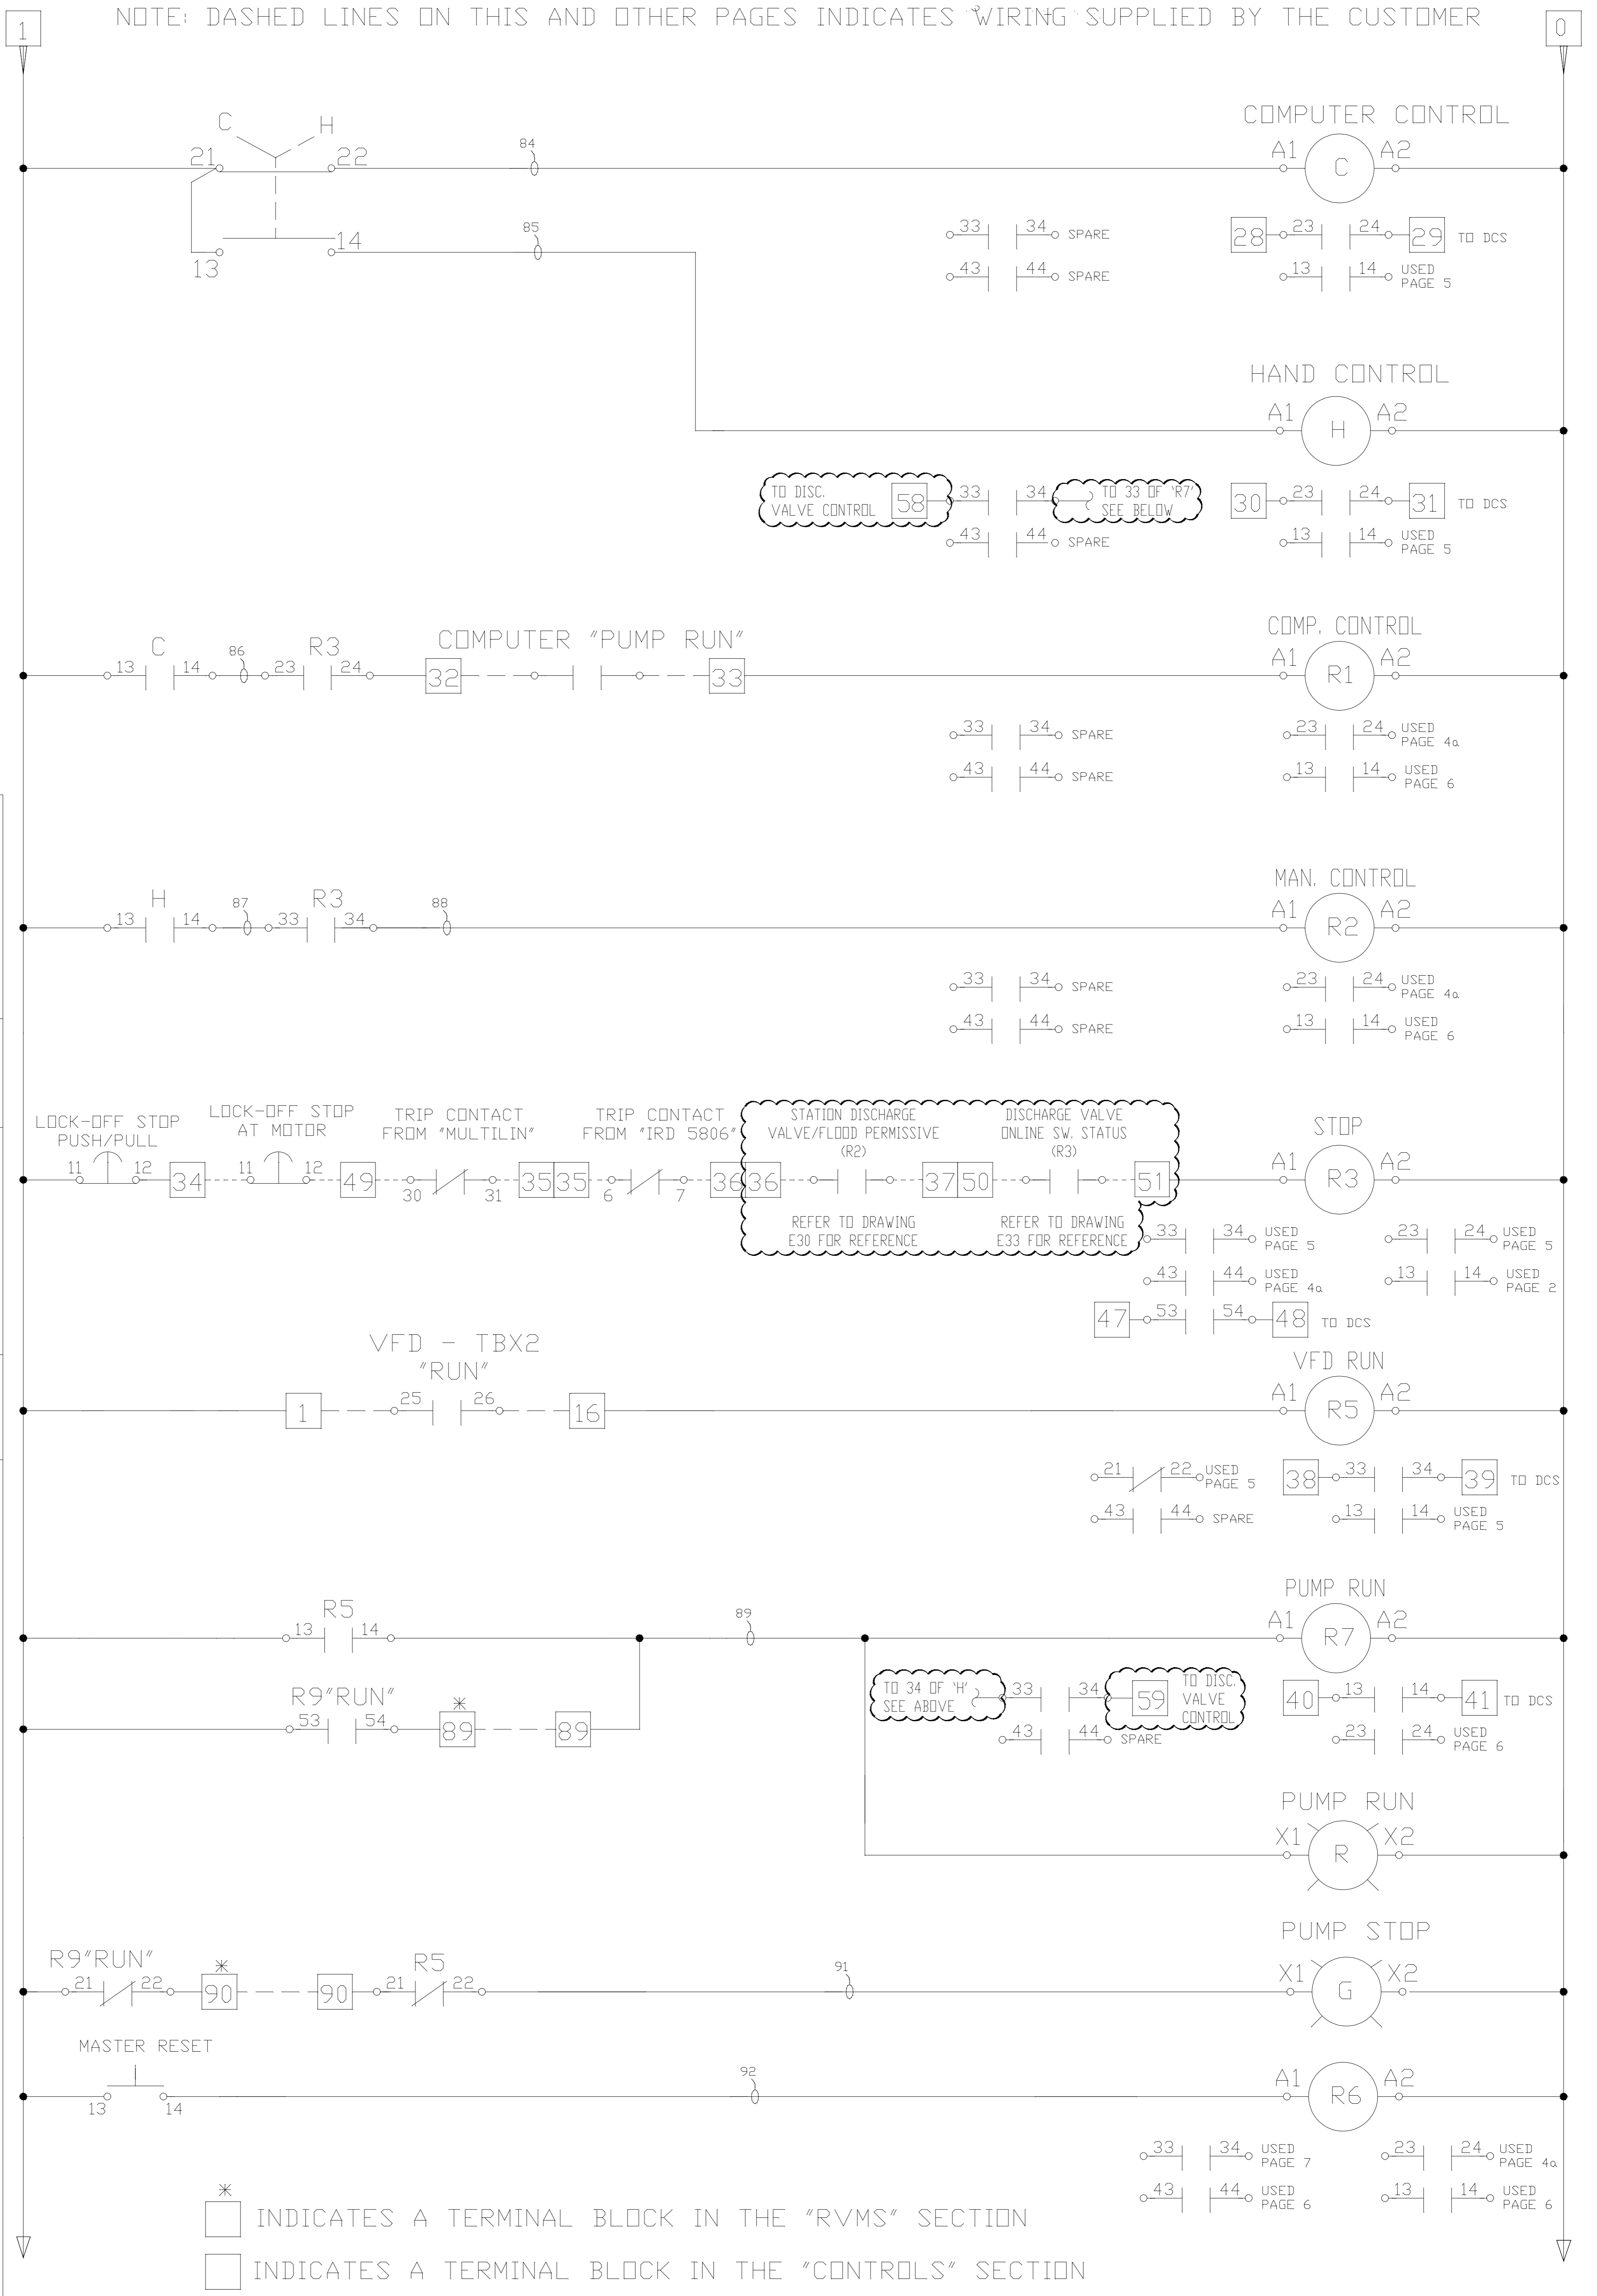 NOTE: DASHED LINES ON THIS AND OTHER PAGES INDICATES WIRING SUPPLIED BY THE CUSTOMER
1
0
COMPUTER CONTROL
C H
21 22 84 A1 C A2
33 34 SPARE 28 23 24 29 TO DCS
14 85
13
43 44 SPARE 13 14 USED
PAGE 5
HAND CONTROL
A1 H A2
TO DISC.
VALVE CONTROL 58 33 34 TO 33 OF 'R7'
SEE BELOW
30 23 24 31 TO DCS
43 44 SPARE 13 14 USED
PAGE 5
COMP. CONTROL
C R3 COMPUTER "PUMP RUN"
13 14 86 23 24 32 33 A1 R1 A2
33 34 SPARE 23 24 USED
PAGE 4a
43 44 SPARE 13 14 USED
PAGE 6
MAN. CONTROL
H R3
13 14 87 33 34 88 A1 R2 A2
33 34 SPARE 23 24 USED
PAGE 4a
43 44 SPARE 13 14 USED
PAGE 6
LOCK-OFF STOP
PUSH/PULL
LOCK-OFF STOP
AT MOTOR
TRIP CONTACT
FROM "MULTILIN"
TRIP CONTACT
FROM "IRD 5806"
STATION DISCHARGE
VALVE/FLOOD PERMISSIVE
(R2)
DISCHARGE VALVE
ONLINE SW. STATUS
(R3)
STOP
11 12 34 11 12 49 30 31 35 35 6 7 36 36 37 50 51 A1 R3 A2
REFER TO DRAWING
E30 FOR REFERENCE
REFER TO DRAWING
E33 FOR REFERENCE
33 34 USED
PAGE 5
23 24 USED
PAGE 5
43 44 USED
PAGE 4a
13 14 USED
PAGE 2
47 53 54 48 TO DCS
VFD - TBX2
"RUN"
VFD RUN
1 25 26 16 A1 R5 A2
21 22 USED
PAGE 5
38 33 34 39 TO DCS
43 44 SPARE 13 14 USED
PAGE 5
PUMP RUN
R5
13 14 89 A1 R7 A2
TO 34 OF 'H'
SEE ABOVE
33 34 59 TO DISC.
VALVE
CONTROL
40 13 14 41 TO DCS
R9"RUN" *
53 54 89 89
43 44 SPARE 23 24 USED
PAGE 6
PUMP RUN
X1 R X2
PUMP STOP
R9"RUN" * R5
21 22 90 90 21 22 91 X1 G X2
MASTER RESET
13 14 92 A1 R6 A2
33 34 USED
PAGE 7
23 24 USED
PAGE 4a
43 44 USED
PAGE 6
13 14 USED
PAGE 6
*
INDICATES A TERMINAL BLOCK IN THE "RVMS" SECTION
INDICATES A TERMINAL BLOCK IN THE "CONTROLS" SECTION